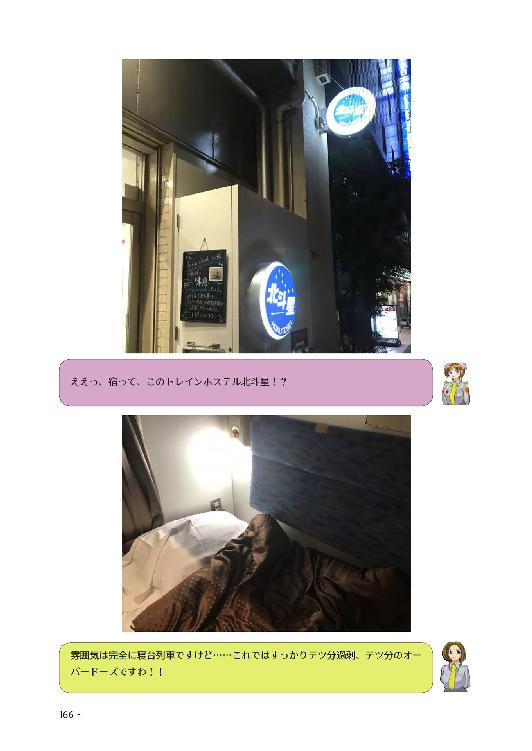 北斗星
ええっ、宿って、このトレインホステル北斗星!?
雰囲気は完全に寝台列車ですけど……これではすっかりテツ分過剰、テツ分のオー
バードーズですわ!!
166 -